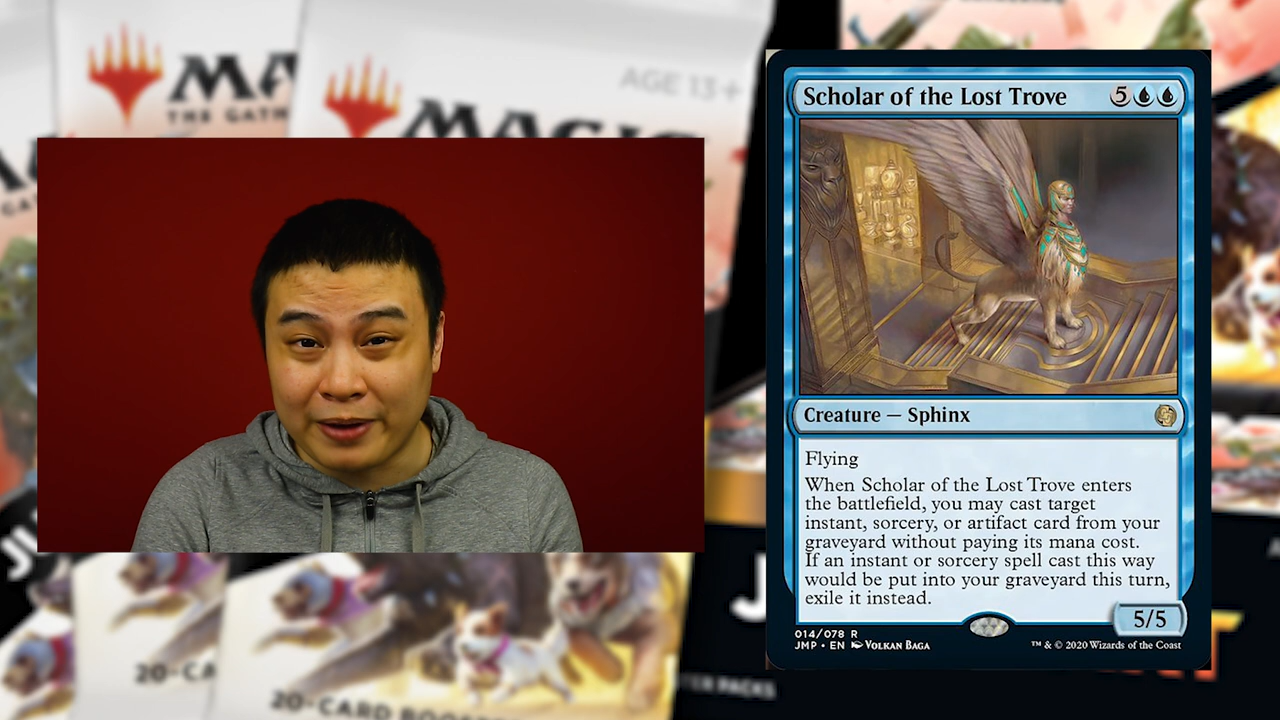 MA
THE GATH
MAGIC
AGE 13+
Scholar of the Lost Trove
5
Creature — Sphinx
Flying
When Scholar of the Lost Trove enters
the battlefield, you may cast target
instant, sorcery, or artifact card from your
graveyard without paying its mana cost.
If an instant or sorcery spell cast this way
would be put into your graveyard this turn,
exile it instead.
5/5
014/078 R
JMP • EN VOLKAN BAGA
™ & © 2020 Wizards of the Coast
20-CA
20-CARD BOOS